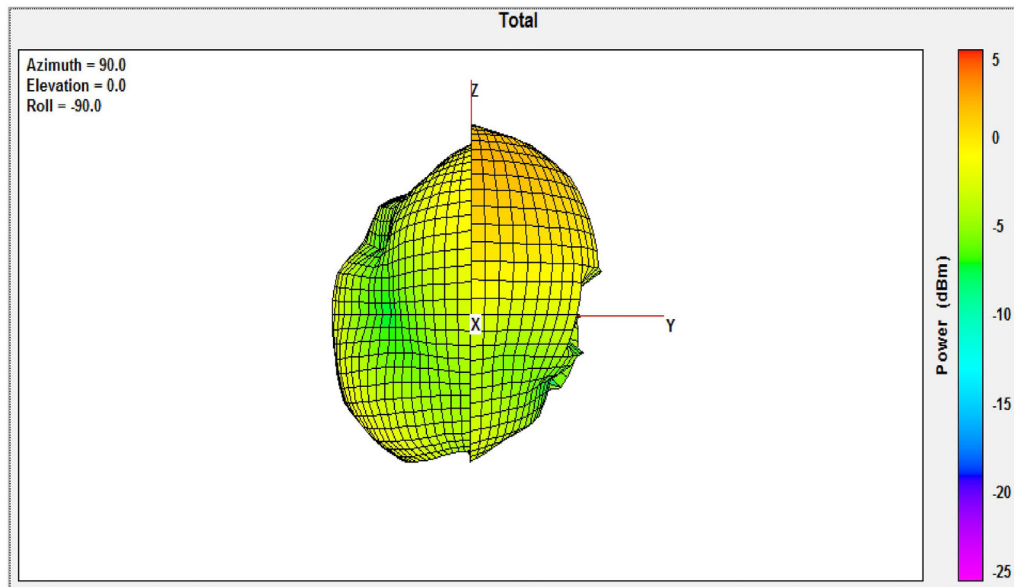 Total
Azimuth = 90.0
Elevation = 0.0
Roll = -90.0
Z
X
Y
5
0
-5
-10
-15
-20
-25
Power (dBm)